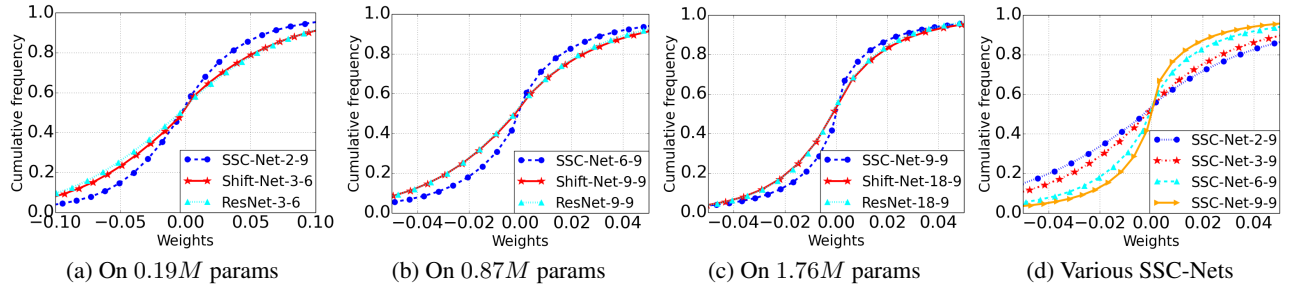 Cumulative frequency
1.0
0.8
0.6
0.4
0.2
0.0
−0.10
−0.05
0.00
0.05
0.10
Weights
SSC-Net-2-9
Shift-Net-3-6
ResNet-3-6
(a) On 0.19M params
Cumulative frequency
1.0
0.8
0.6
0.4
0.2
0.0
−0.04
−0.02
0.00
0.02
0.04
Weights
SSC-Net-6-9
Shift-Net-9-9
ResNet-9-9
(b) On 0.87M params
Cumulative frequency
1.0
0.8
0.6
0.4
0.2
0.0
−0.04
−0.02
0.00
0.02
0.04
Weights
SSC-Net-9-9
Shift-Net-18-9
ResNet-18-9
(c) On 1.76M params
Cumulative frequency
1.0
0.8
0.6
0.4
0.2
0.0
−0.04
−0.02
0.00
0.02
0.04
Weights
SSC-Net-2-9
SSC-Net-3-9
SSC-Net-6-9
SSC-Net-9-9
(d) Various SSC-Nets